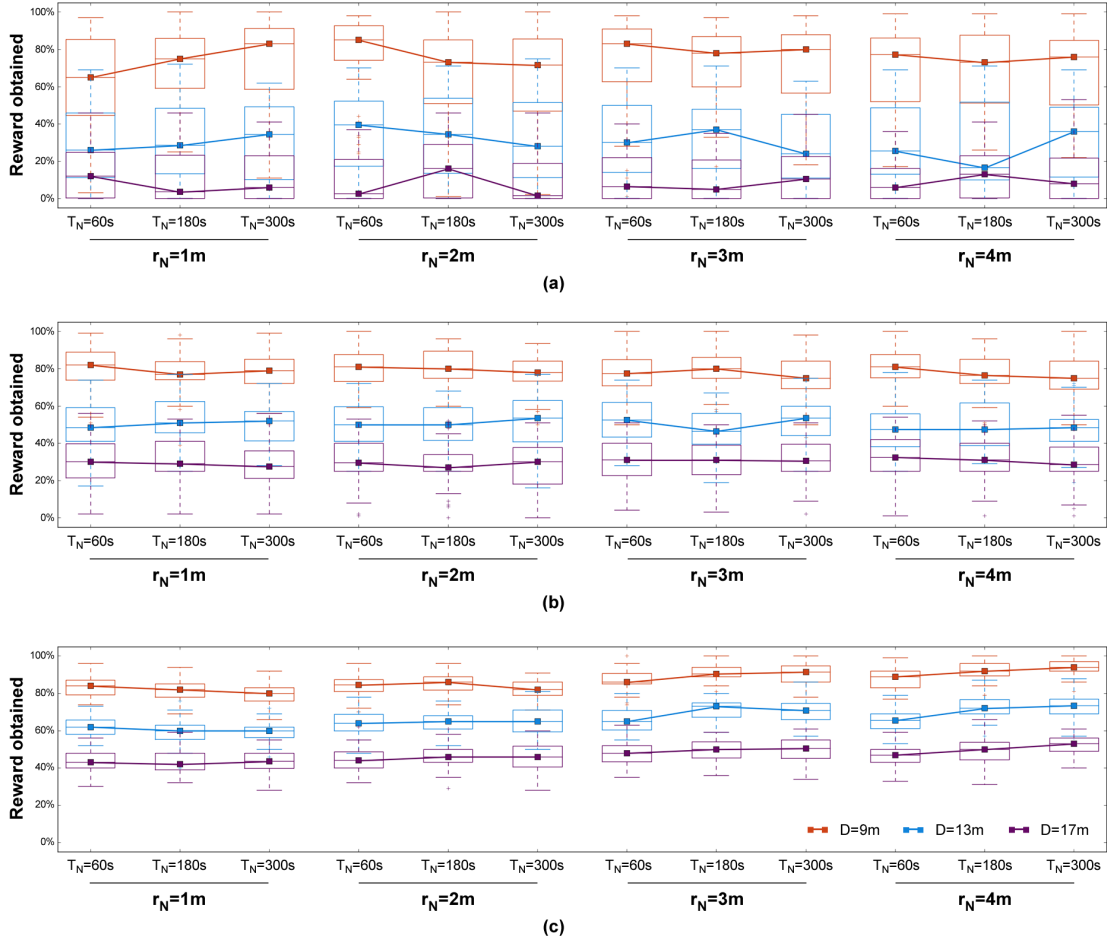 Reward obtained
100%
80%
60%
40%
20%
0%
T_N=60s T_N=180s T_N=300s T_N=60s T_N=180s T_N=300s T_N=60s T_N=180s T_N=300s T_N=60s T_N=180s T_N=300s
r_N=1m r_N=2m r_N=3m r_N=4m
(a)
Reward obtained
100%
80%
60%
40%
20%
0%
T_N=60s T_N=180s T_N=300s T_N=60s T_N=180s T_N=300s T_N=60s T_N=180s T_N=300s T_N=60s T_N=180s T_N=300s
r_N=1m r_N=2m r_N=3m r_N=4m
(b)
Reward obtained
100%
80%
60%
40%
20%
0%
D=9m D=13m D=17m
T_N=60s T_N=180s T_N=300s T_N=60s T_N=180s T_N=300s T_N=60s T_N=180s T_N=300s T_N=60s T_N=180s T_N=300s
r_N=1m r_N=2m r_N=3m r_N=4m
(c)